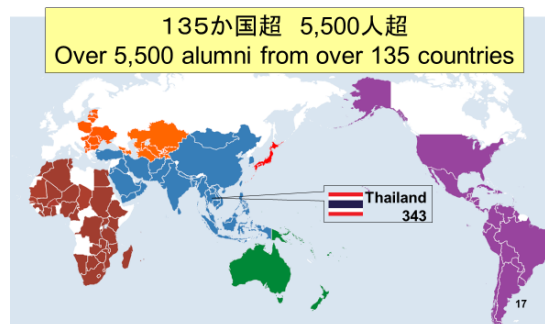 １３５か国超　5,500人超
Over 5,500 alumni from over 135 countries
Thailand
343
17